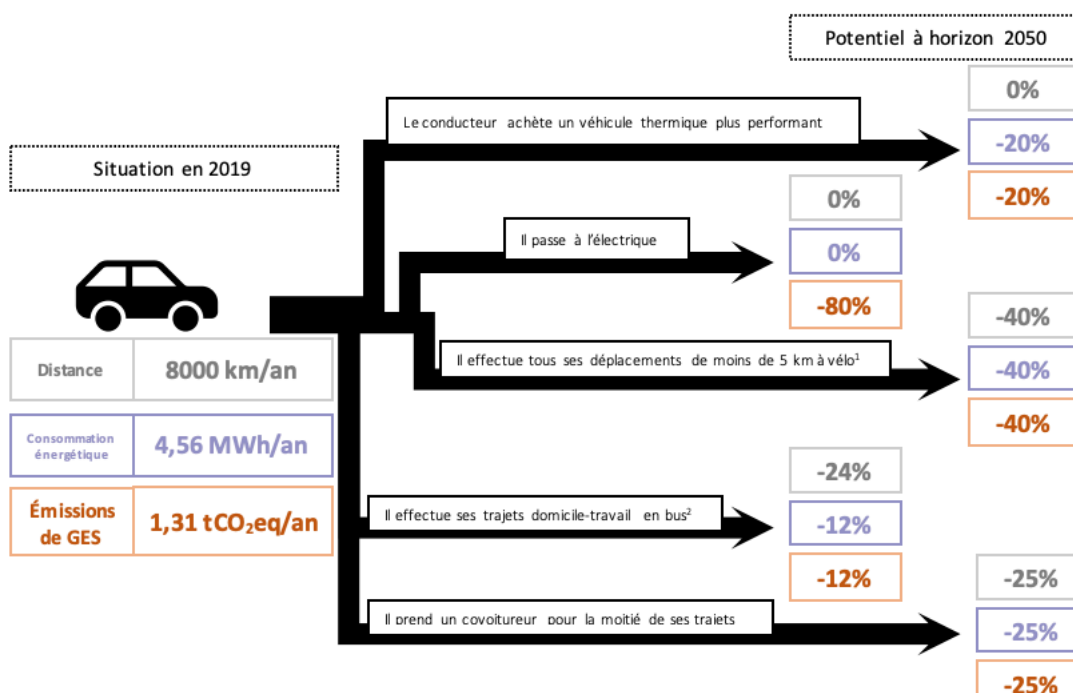 Potentiel à horizon 2050
0%
Le conducteur achète un véhicule thermique plus performant
-20%
Situation en 2019
-20%
0%
Il passe à l'électrique
0%
-80%
-40%
Il effectue tous ses déplacements de moins de 5 km à vélo¹
Distance
8000 km/an
-40%
-40%
Consommation énergétique
4,56 MWh/an
-24%
Émissions de GES
1,31 tCO₂eq/an
Il effectue ses trajets domicile-travail en bus²
-12%
-12%
-25%
Il prend un covoitureur pour la moitié de ses trajets
-25%
-25%